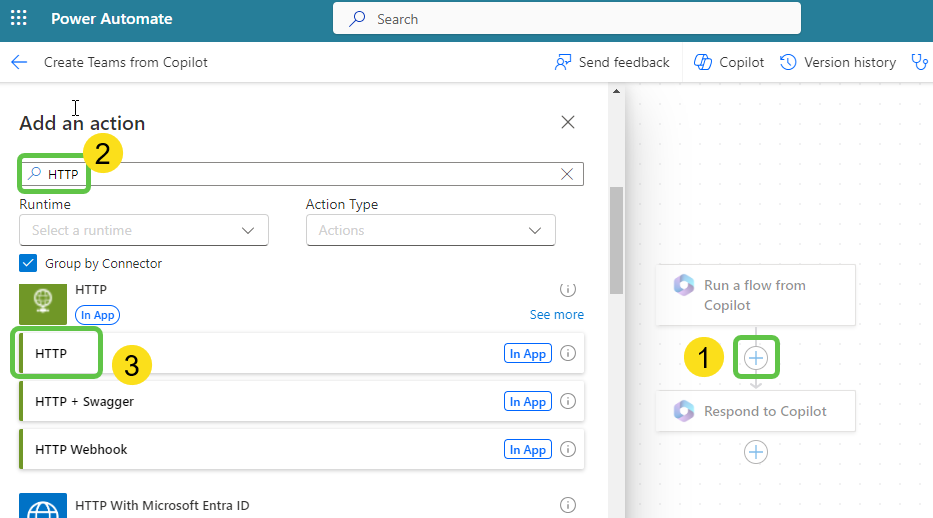 Power Automate
Search
Create Teams from Copilot
Send feedback
Copilot
Version history
Add an action
2
HTTP
Runtime
Action Type
Select a runtime
Actions
Group by Connector
HTTP
In App
See more
HTTP
In App
3
HTTP + Swagger
In App
HTTP Webhook
In App
HTTP With Microsoft Entra ID
Run a flow from
Copilot
1
Respond to Copilot